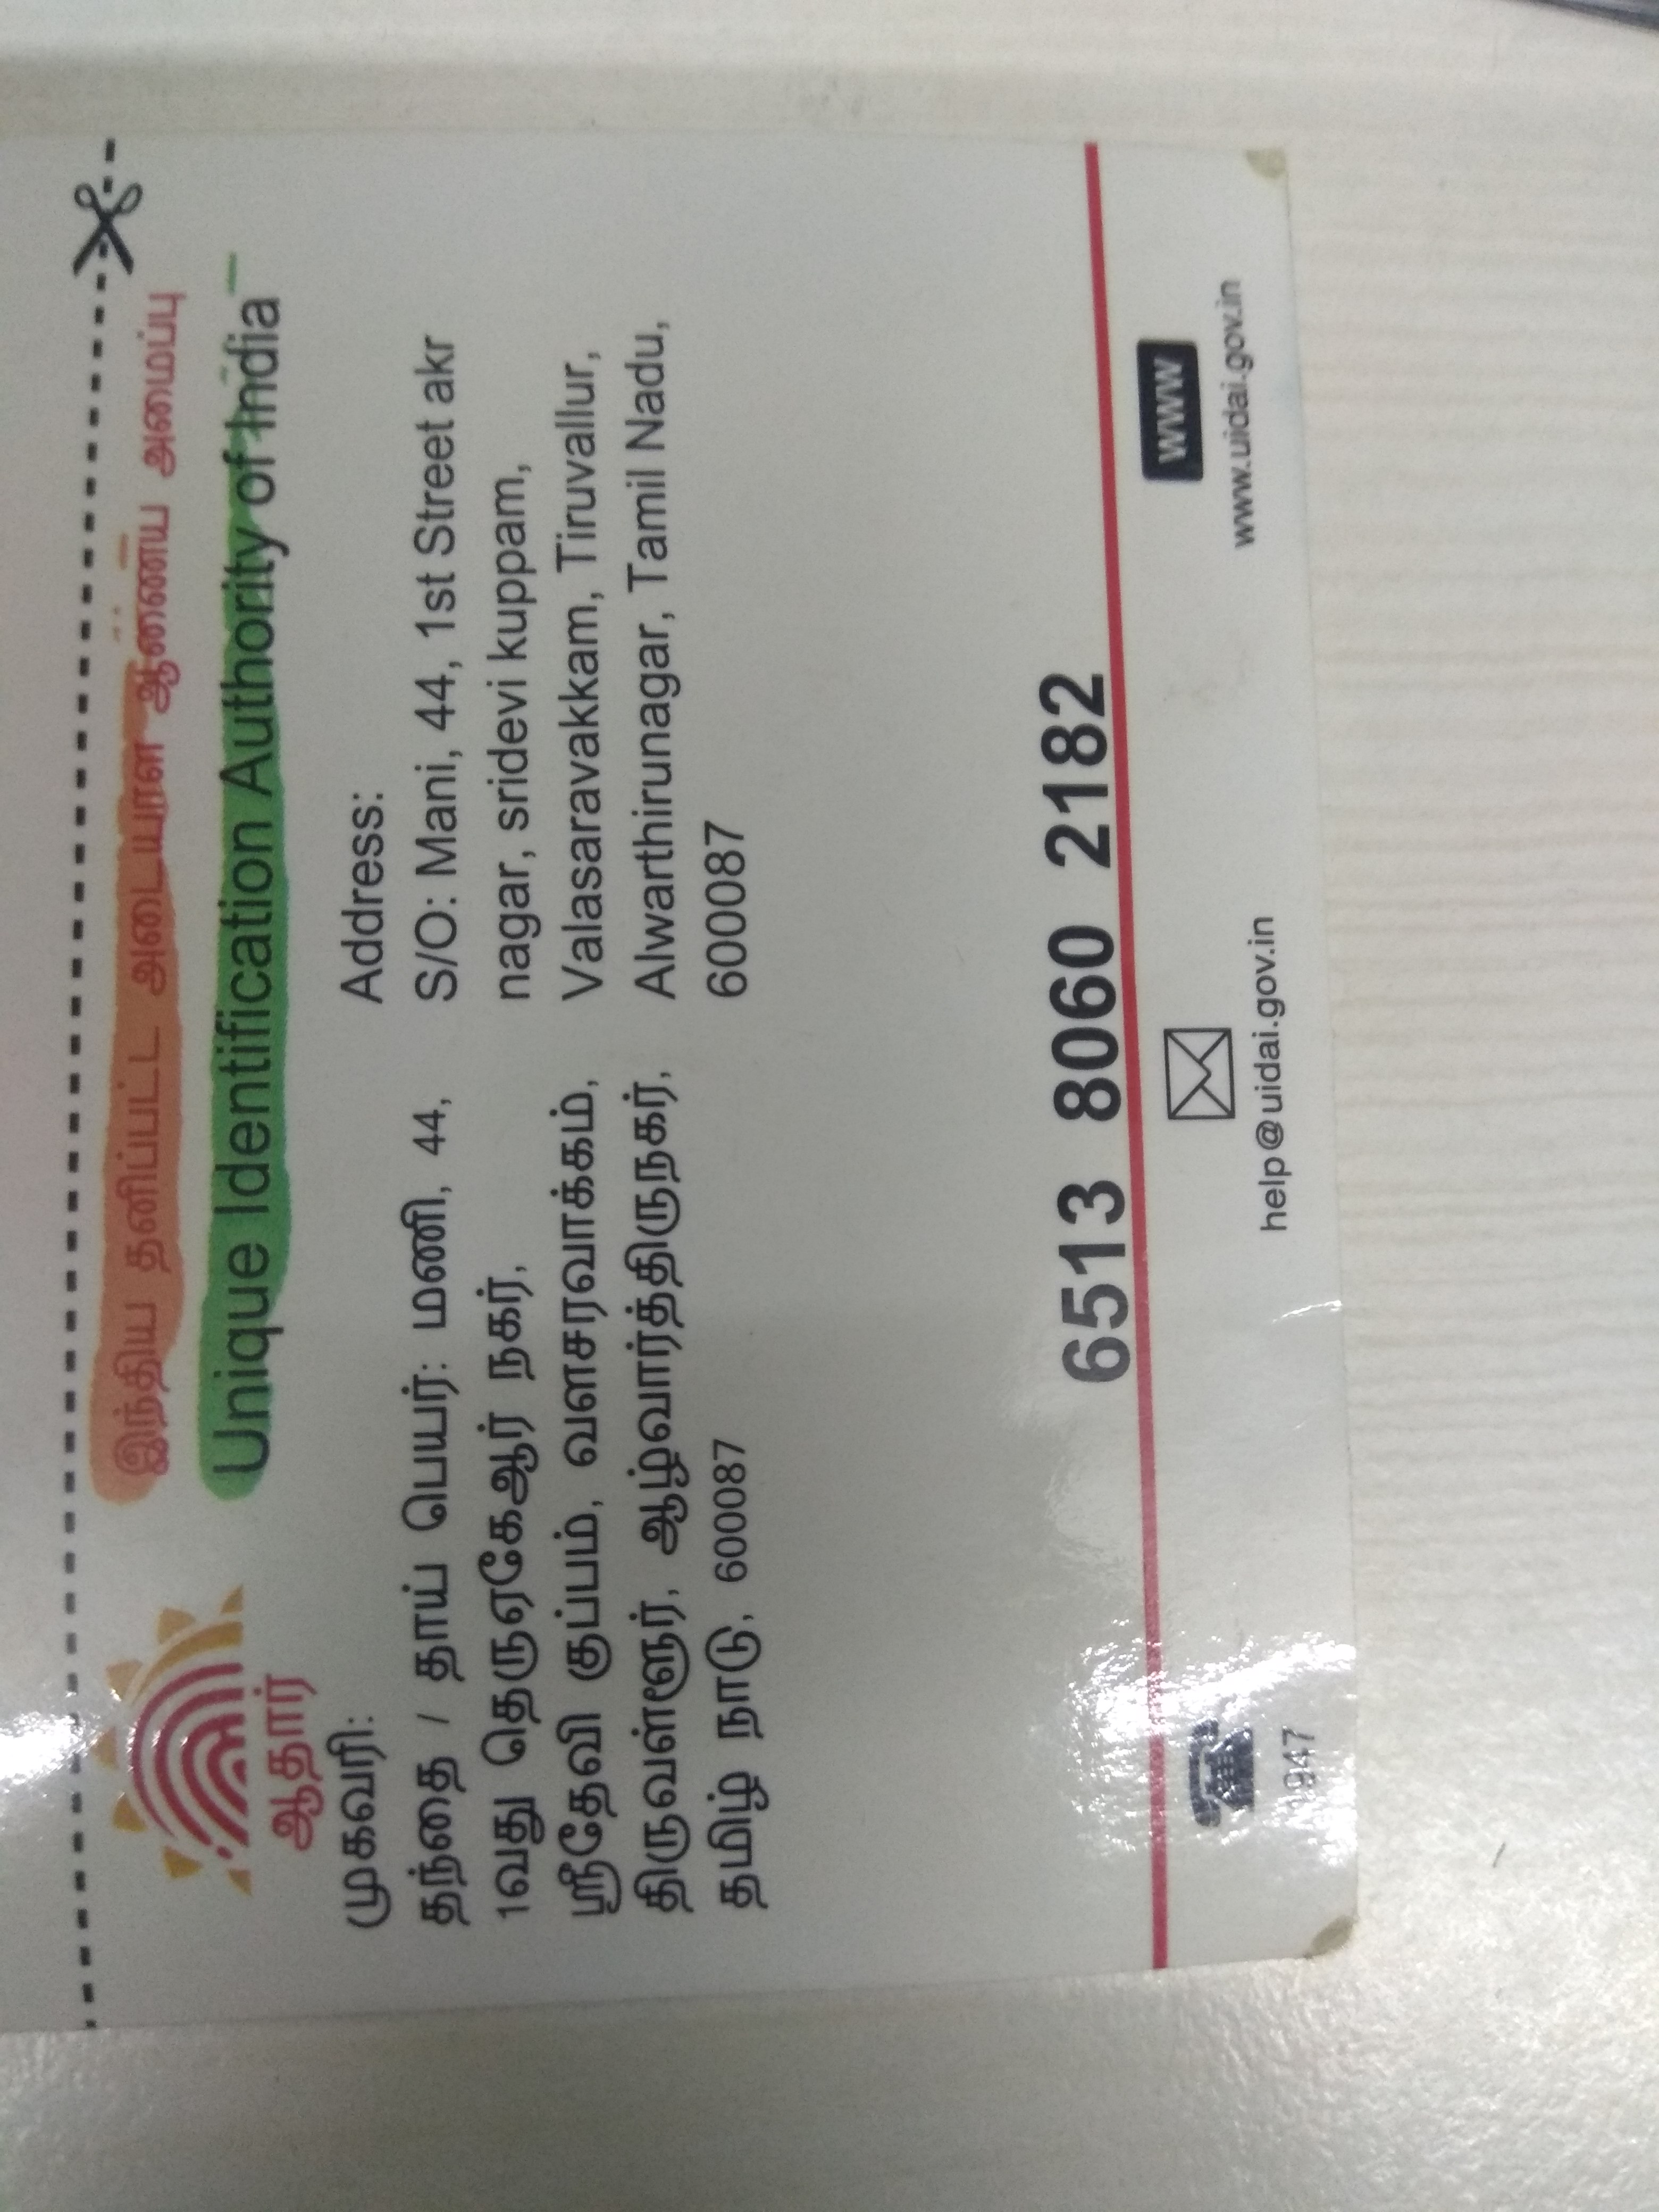 இந்திய தனிப்பட்ட அடையாள ஆணைய அமைப்பு
Unique Identification Authority of India
ஆதார்
முகவரி:
தந்தை / தாய் பெயர்: மணி, 44,
1வது தெருஏகேஆர் நகர்,
ஸ்ரீதேவி குப்பம், வளசரவாக்கம்,
திருவள்ளூர், ஆழ்வார்த்திருநகர்,
தமிழ் நாடு, 600087
Address:
S/O: Mani, 44, 1st Street akr
nagar, sridevi kuppam,
Valasaravakkam, Tiruvallur,
Alwarthirunagar, Tamil Nadu,
600087
6513 8060 2182
1947
help@uidai.gov.in
WWW
www.uidai.gov.in